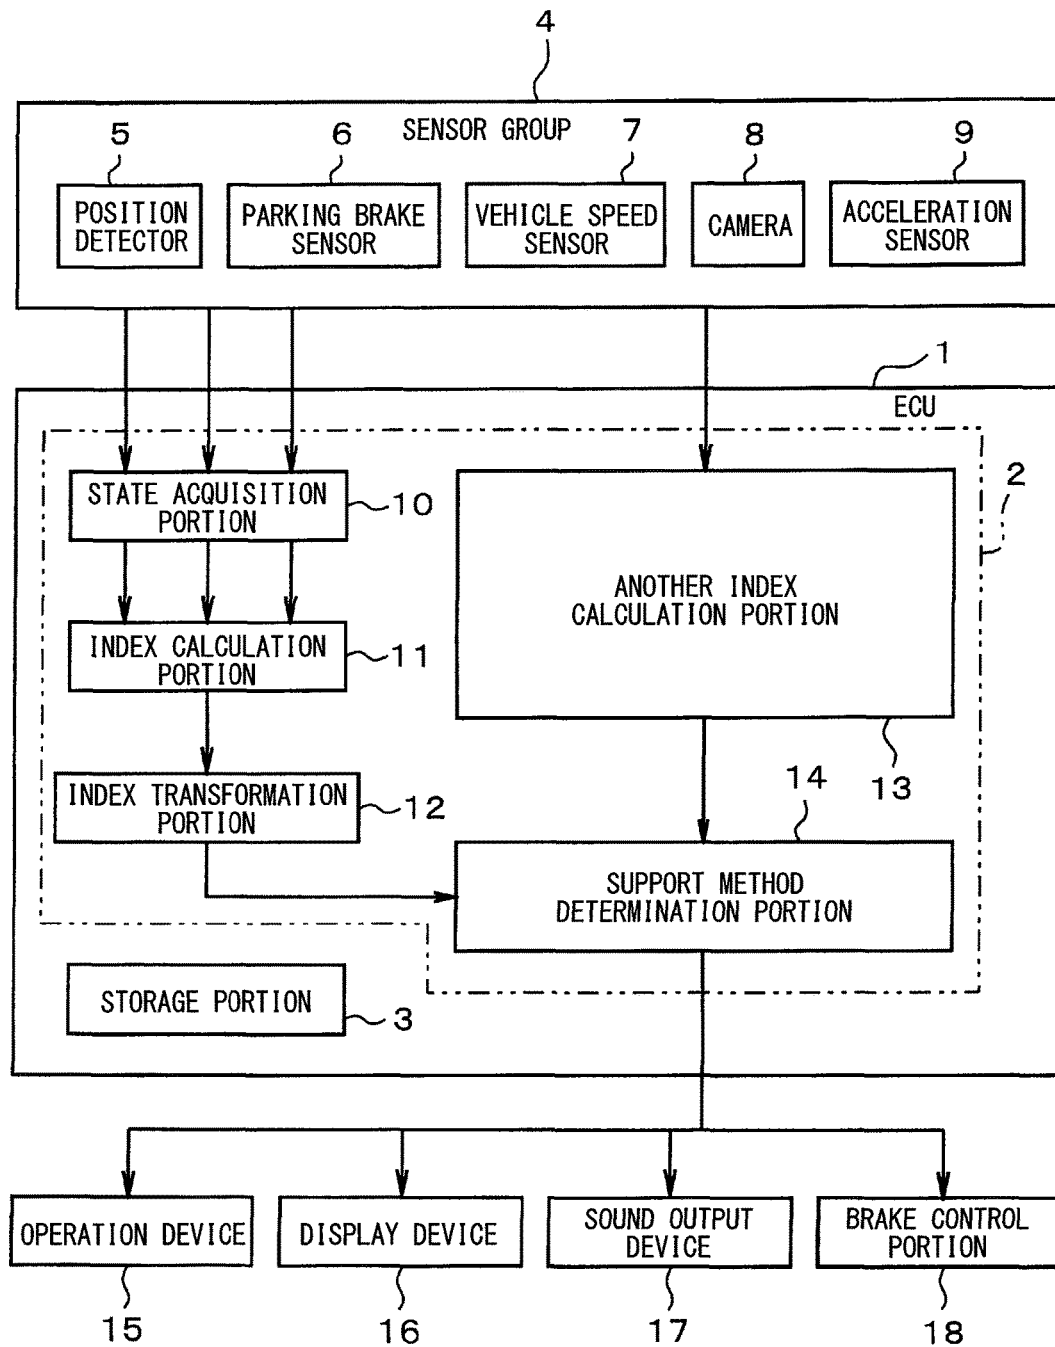 4
SENSOR GROUP
5
6
7
8
9
POSITION
DETECTOR
PARKING BRAKE
SENSOR
VEHICLE SPEED
SENSOR
CAMERA
ACCELERATION
SENSOR
1
ECU
2
STATE ACQUISITION
PORTION
10
ANOTHER INDEX
CALCULATION PORTION
INDEX CALCULATION
PORTION
11
13
INDEX TRANSFORMATION
PORTION
12
14
SUPPORT METHOD
DETERMINATION PORTION
STORAGE PORTION
3
OPERATION DEVICE
DISPLAY DEVICE
SOUND OUTPUT
DEVICE
BRAKE CONTROL
PORTION
15
16
17
18